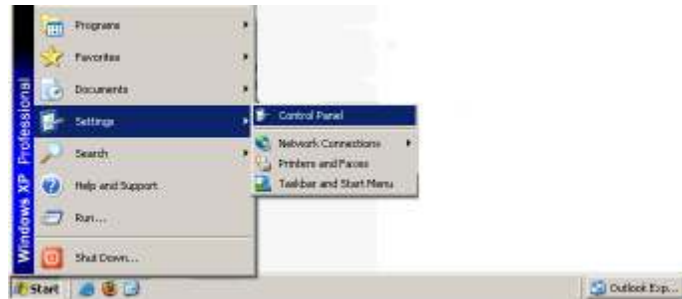 Programs
Favorites
Documents
Settings
Search
Help and Support
Run...
Shut Down...
Windows XP Professional
Control Panel
Network Connections
Printers and Faxes
Taskbar and Start Menu
Start
Outlook Exp...